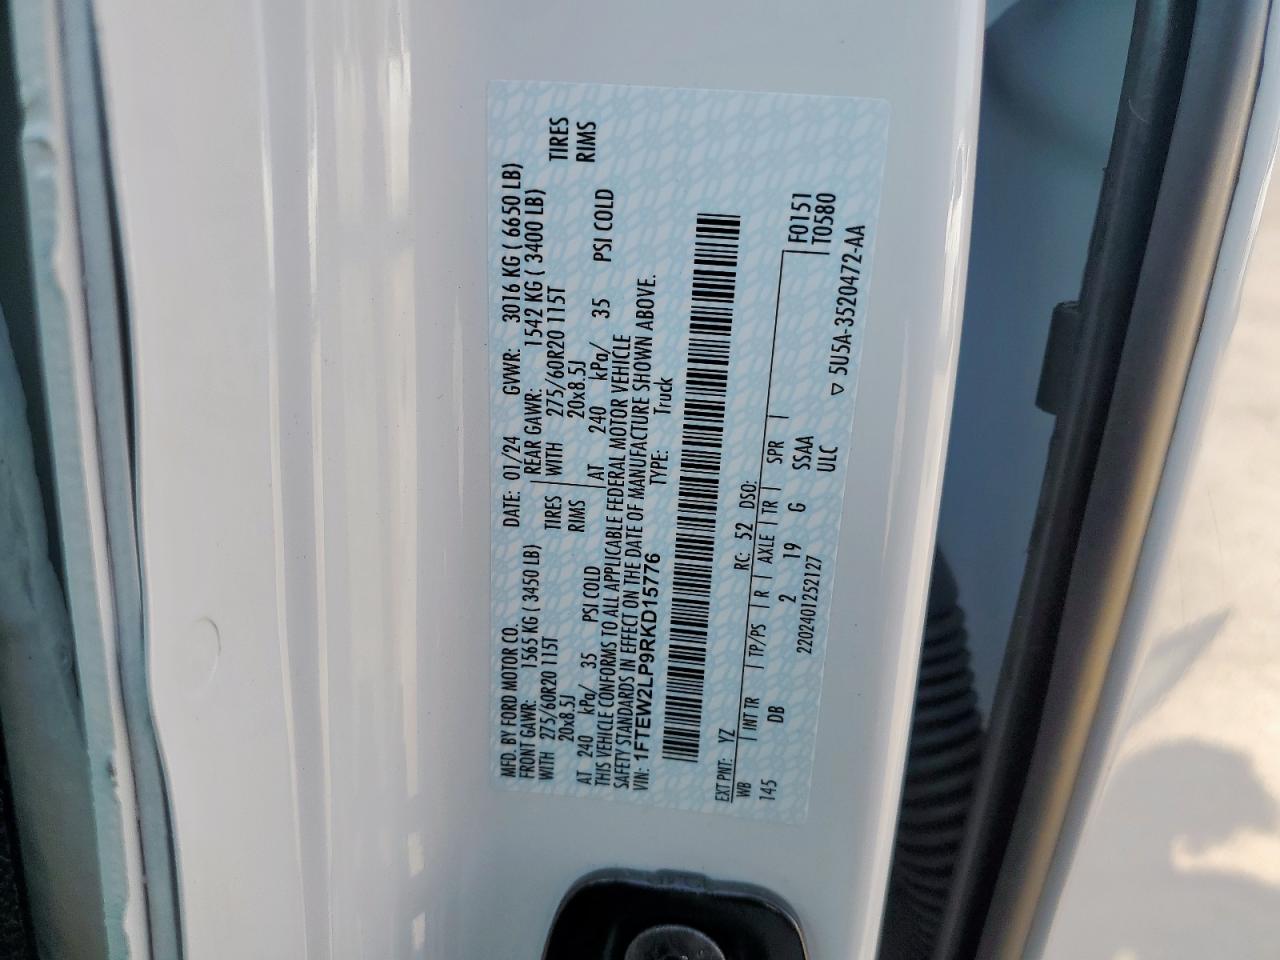 MFD. BY FORD MOTOR CO.
DATE: 01/24 GVWR: 3016 KG ( 6650 LB)
FRONT GAWR: 1565 KG ( 3450 LB) REAR GAWR: 1542 KG ( 3400 LB)
WITH 275/60R20 115T TIRES WITH 275/60R20 115T TIRES
20x8.5J RIMS 20x8.5J RIMS
AT 240 kPa/ 35 PSI COLD AT 240 kPa/ 35 PSI COLD
THIS VEHICLE CONFORMS TO ALL APPLICABLE FEDERAL MOTOR VEHICLE
SAFETY STANDARDS IN EFFECT ON THE DATE OF MANUFACTURE SHOWN ABOVE.
VIN: 1FTEW2LP9RKD15776 TYPE: Truck
EXT PNT: YZ RC: 52 DSO:
WB INT TR TP/PS R AXLE TR SPR F0151
145 DB 2 19 G SSAA T0580
2202401252127 ULC
▽ 5U5A-3520472-AA